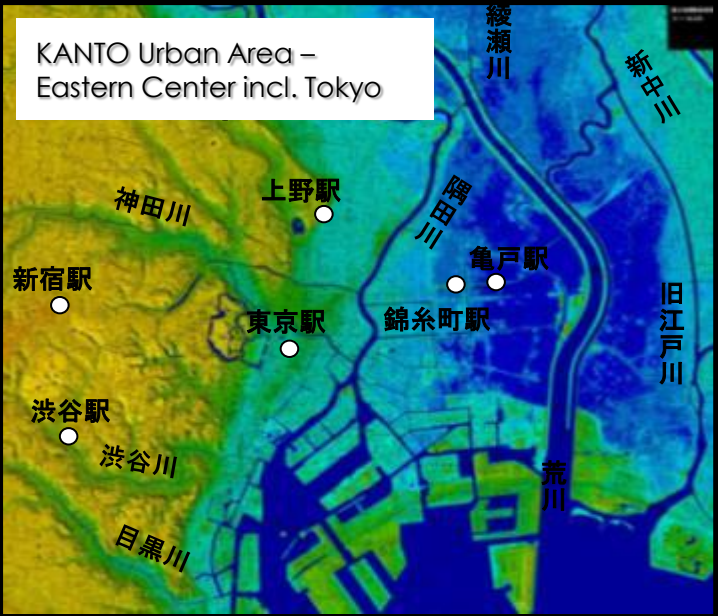 KANTO Urban Area –
Eastern Center incl. Tokyo
綾瀬川
新中川
上野駅
神田川
隅田川
亀戸駅
新宿駅
旧江戸川
東京駅
錦糸町駅
渋谷駅
渋谷川
荒川
目黒川